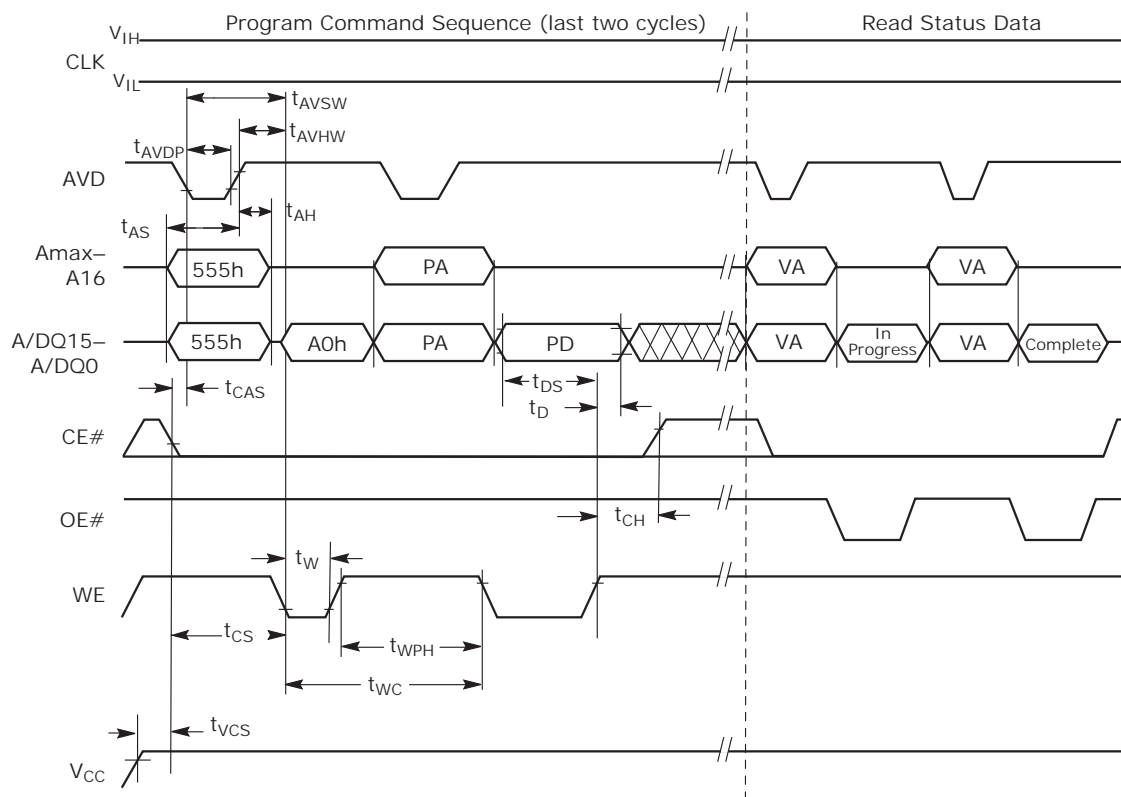 Program Command Sequence (last two cycles)
Read Status Data
VIH
CLK
VIL
tAVSW
tAVHW
tAVDP
AVD
tAH
tAS
Amax–
A16
555h
PA
VA
VA
A/DQ15–
A/DQ0
555h
A0h
PA
PD
VA
In
Progress
VA
Complete
tDS
tCAS
tD
CE#
tCH
OE#
tW
WE
tCS
tWPH
tWC
tVCS
VCC